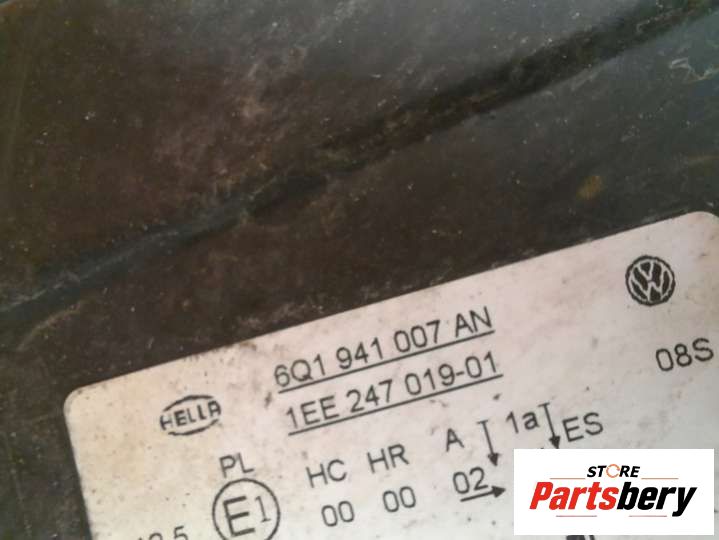 6Q1 941 007 AN
1EE 247 019-01
HELLA
VW
08S
PL HC HR A 1a ES
E1 00 00 02
STORE
Partsbery